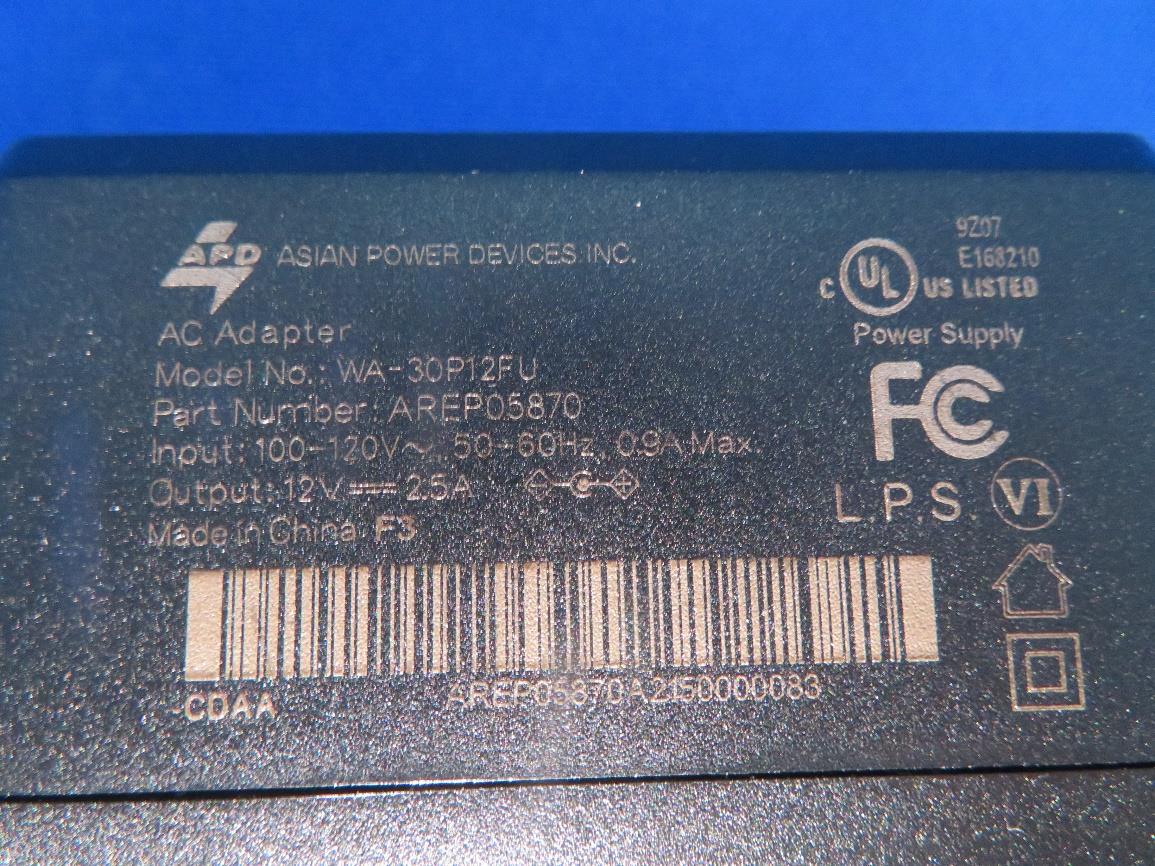 APD ASIAN POWER DEVICES INC.
AC Adapter
Model No.: WA-30P12FU
Part Number: AREP05870
Input: 100-120V~, 50-60Hz, 0.9A Max.
Output: 12V⎓2.5A
Made in China F3
-CDAA
AREP05870A2150000083
9Z07
E168210
C UL US LISTED
Power Supply
FC
L.P.S. VI